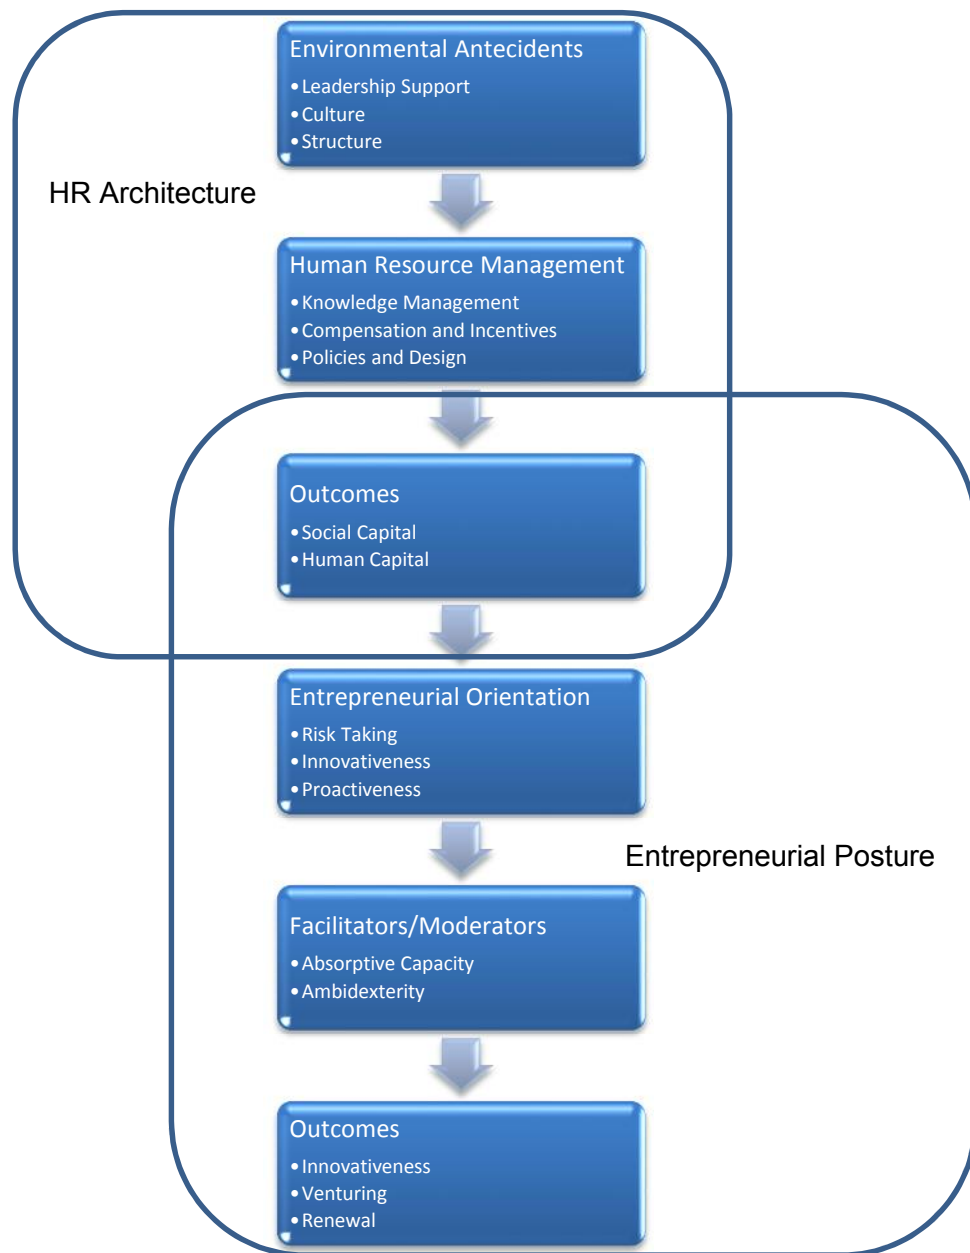 Environmental Antecidents
•Leadership Support
•Culture
•Structure
HR Architecture
Human Resource Management
•Knowledge Management
•Compensation and Incentives
•Policies and Design
Outcomes
•Social Capital
•Human Capital
Entrepreneurial Orientation
•Risk Taking
•Innovativeness
•Proactiveness
Entrepreneurial Posture
Facilitators/Moderators
•Absorptive Capacity
•Ambidexterity
Outcomes
•Innovativeness
•Venturing
•Renewal